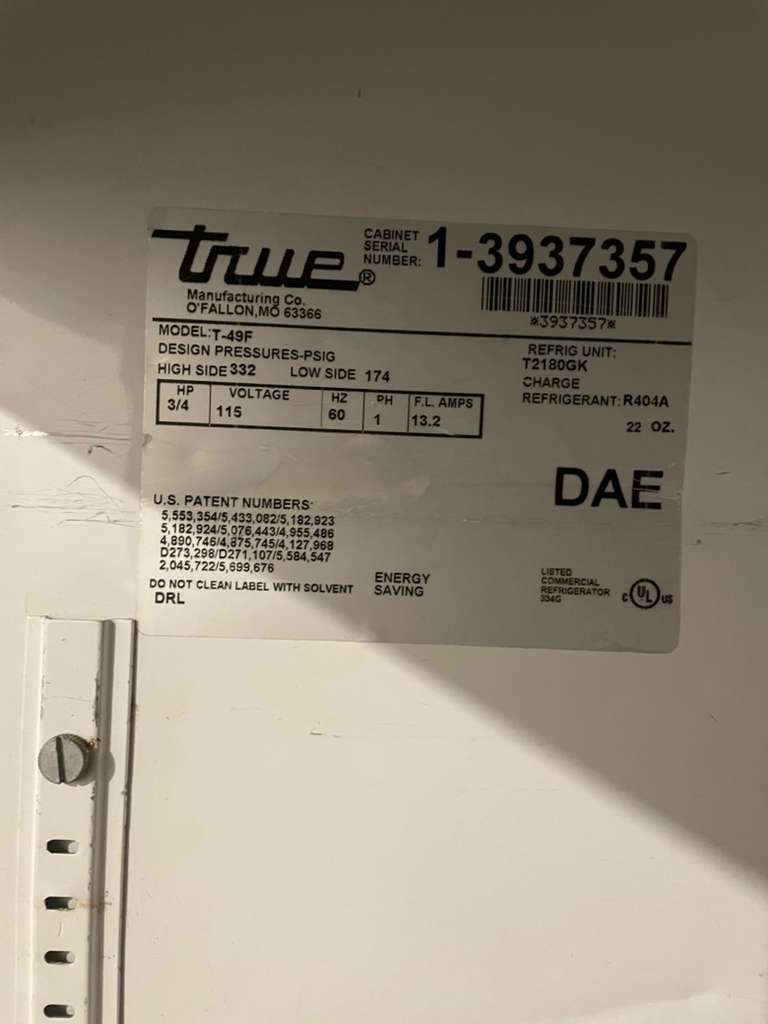 true®
Manufacturing Co.
O'FALLON,MO 63366
CABINET
SERIAL
NUMBER: 1-3937357
*3937357*
MODEL:T-49F
DESIGN PRESSURES-PSIG
HIGH SIDE 332 LOW SIDE 174
REFRIG UNIT:
T2180GK
CHARGE
REFRIGERANT: R404A
22 OZ.
HP VOLTAGE HZ PH F.L. AMPS
3/4 115 60 1 13.2
DAE
U.S. PATENT NUMBERS:
5,553,354/5,433,082/5,182,923
5,182,924/5,076,443/4,955,486
4,890,746/4,875,745/4,127,968
D273,298/D271,107/5,584,547
2,045,722/5,699,676
DO NOT CLEAN LABEL WITH SOLVENT
DRL
ENERGY
SAVING
LISTED
COMMERCIAL
REFRIGERATOR
334G
c UL us